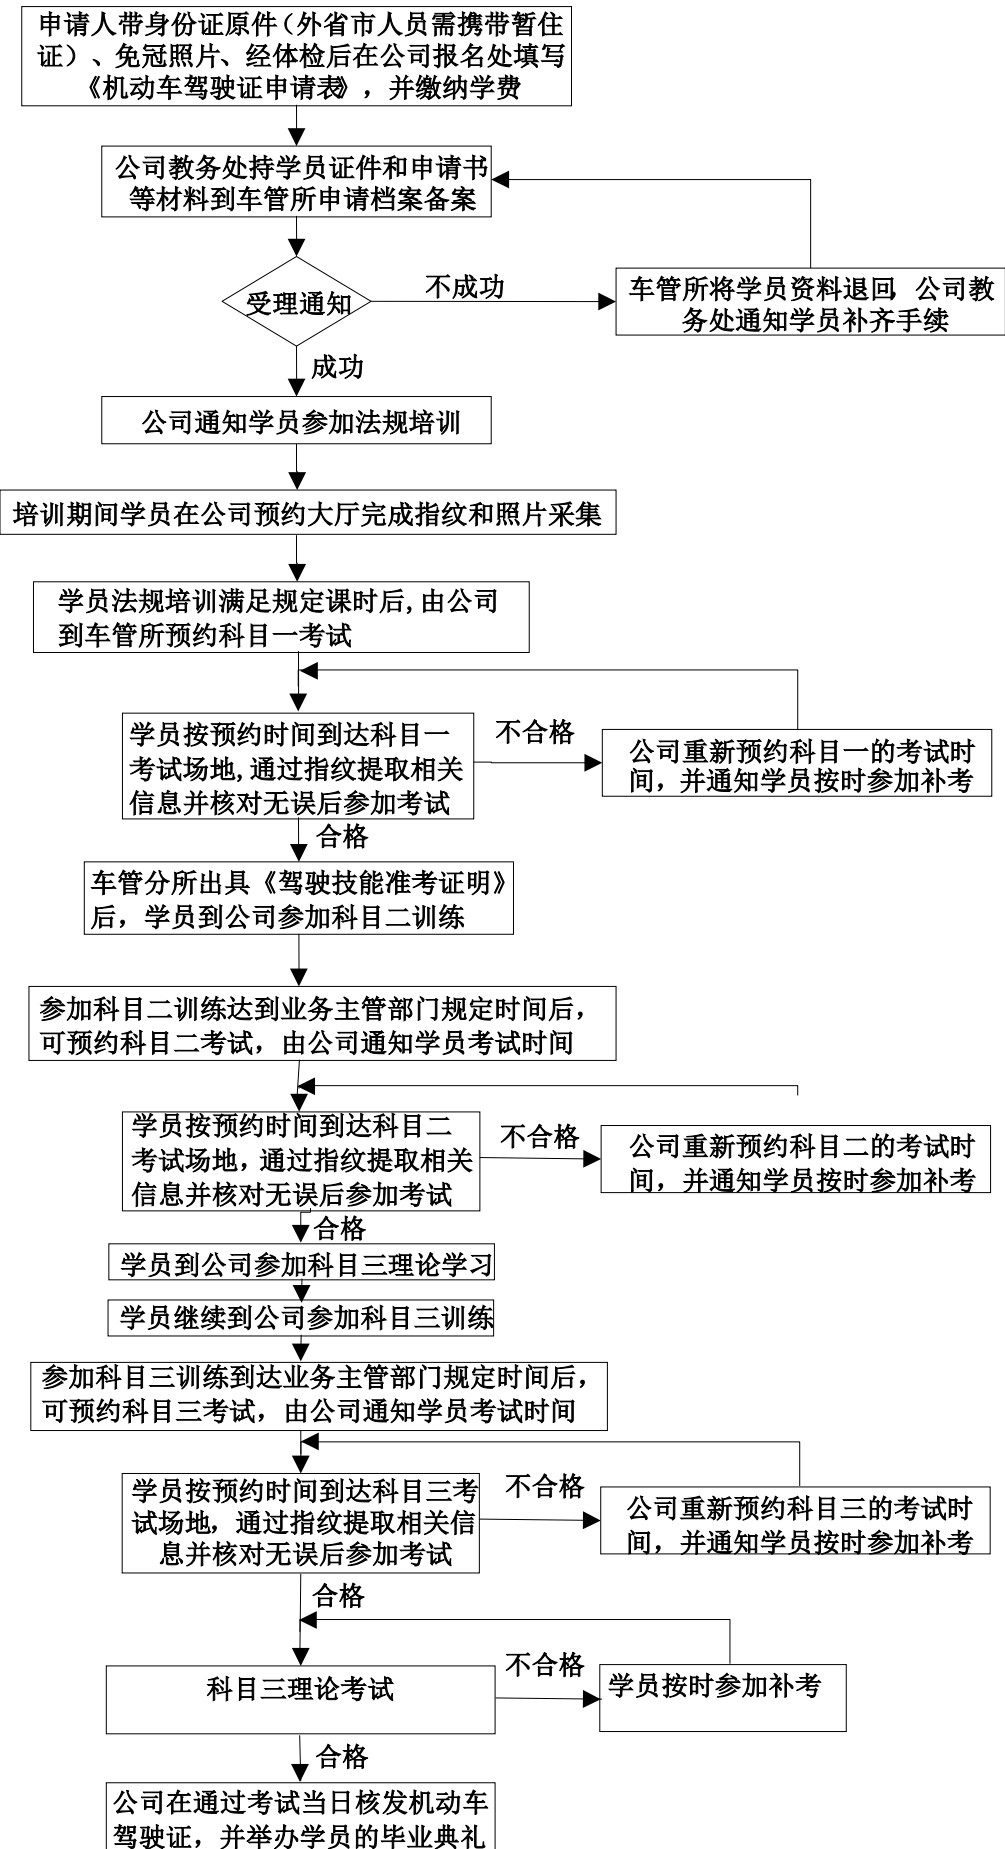 申请人带身份证原件（外省市人员需携带暂住
证）、免冠照片、经体检后在公司报名处填写
《机动车驾驶证申请表》，并缴纳学费
公司教务处持学员证件和申请书
等材料到车管所申请档案备案
受理通知
不成功
车管所将学员资料退回，公司教
务处通知学员补齐手续
成功
公司通知学员参加法规培训
培训期间学员在公司预约大厅完成指纹和照片采集
学员法规培训满足规定课时后,由公司
到车管所预约科目一考试
学员按预约时间到达科目一
考试场地,通过指纹提取相关
信息并核对无误后参加考试
不合格
公司重新预约科目一的考试时
间，并通知学员按时参加补考
合格
车管分所出具《驾驶技能准考证明》
后，学员到公司参加科目二训练
参加科目二训练达到业务主管部门规定时间后，
可预约科目二考试，由公司通知学员考试时间
学员按预约时间到达科目二
考试场地，通过指纹提取相关
信息并核对无误后参加考试
不合格
公司重新预约科目二的考试时
间，并通知学员按时参加补考
合格
学员到公司参加科目三理论学习
学员继续到公司参加科目三训练
参加科目三训练到达业务主管部门规定时间后，
可预约科目三考试，由公司通知学员考试时间
学员按预约时间到达科目三考
试场地，通过指纹提取相关信
息并核对无误后参加考试
不合格
公司重新预约科目三的考试时
间，并通知学员按时参加补考
合格
科目三理论考试
不合格
学员按时参加补考
合格
公司在通过考试当日核发机动车
驾驶证，并举办学员的毕业典礼